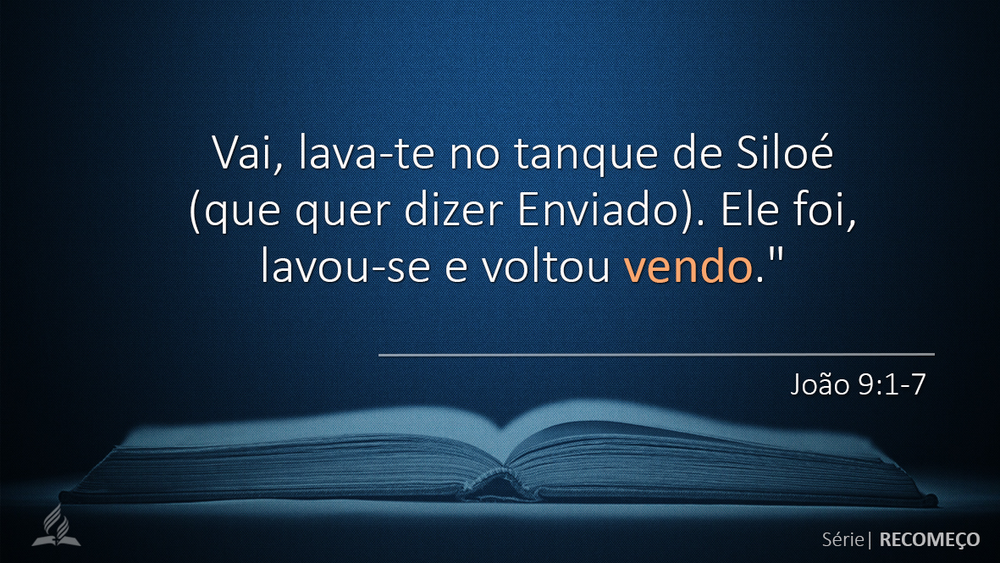 Vai, lava-te no tanque de Siloé
(que quer dizer Enviado). Ele foi,
lavou-se e voltou vendo."
João 9:1-7
Série| RECOMEÇO